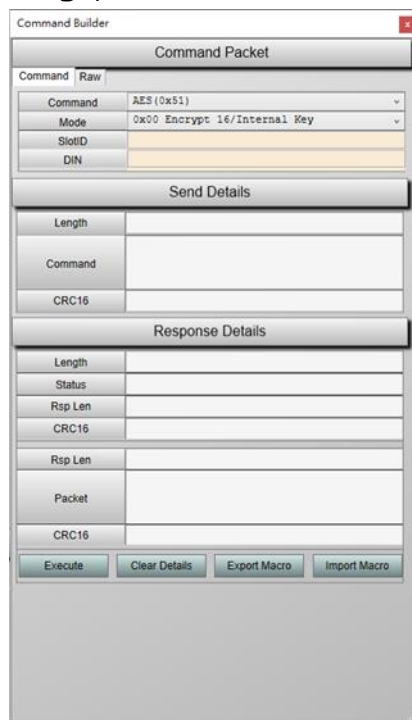 Command Builder
x
Command Packet
Command Raw
Command AES(0x51)
Mode 0x00 Encrypt 16/Internal Key
SlotID
DIN
Send Details
Length
Command
CRC16
Response Details
Length
Status
Rsp Len
CRC16
Rsp Len
Packet
CRC16
Execute Clear Details Export Macro Import Macro